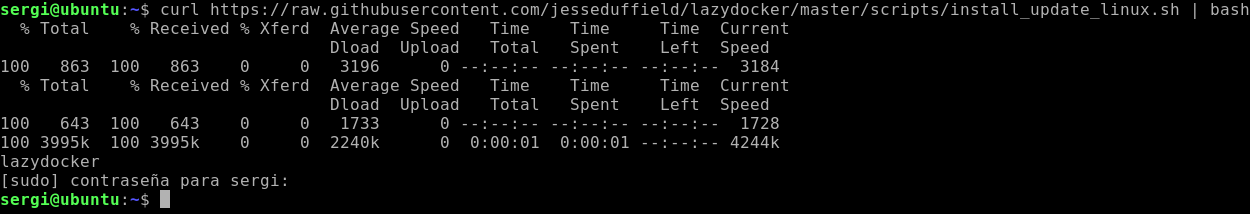 sergi@ubuntu:~$ curl https://raw.githubusercontent.com/jesseduffield/lazydocker/master/scripts/install_update_linux.sh | bash
  % Total    % Received % Xferd  Average Speed   Time    Time     Time  Current
                                 Dload  Upload   Total   Spent    Left  Speed
100   863  100   863    0     0   3196      0 --:--:-- --:--:-- --:--:--  3184
  % Total    % Received % Xferd  Average Speed   Time    Time     Time  Current
                                 Dload  Upload   Total   Spent    Left  Speed
100   643  100   643    0     0   1733      0 --:--:-- --:--:-- --:--:--  1728
100 3995k  100 3995k    0     0  2240k      0  0:00:01  0:00:01 --:--:-- 4244k
lazydocker
[sudo] contraseña para sergi:
sergi@ubuntu:~$